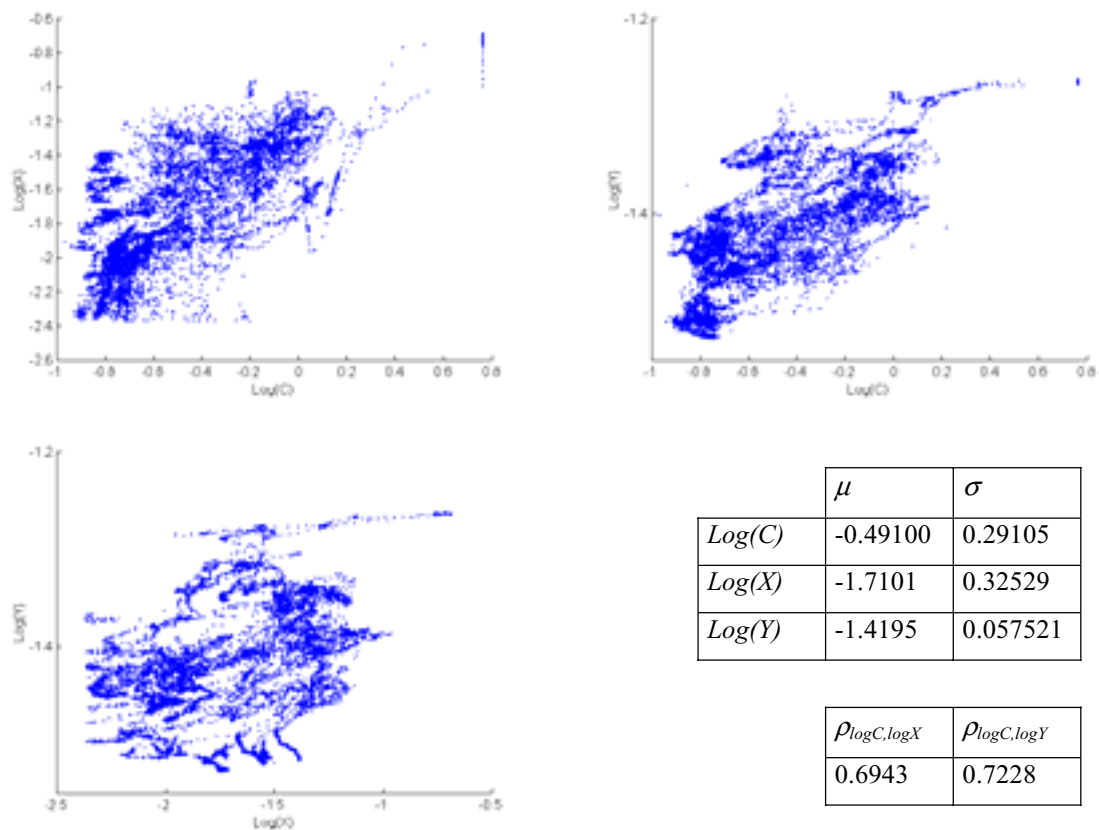 -0.6
-0.8
-1
-1.2
-1.4
-1.6
-1.8
-2
-2.2
-2.4
-2.6
Log(X)
-1 -0.8 -0.6 -0.4 -0.2 0 0.2 0.4 0.6 0.8
Log(C)
-1.2
-1.4
Log(Y)
-1 -0.8 -0.6 -0.4 -0.2 0 0.2 0.4 0.6 0.8
Log(C)
-1.2
-1.4
Log(Y)
-2.5 -2 -1.5 -1 -0.5
Log(X)
μ σ
Log(C) -0.49100 0.29105
Log(X) -1.7101 0.32529
Log(Y) -1.4195 0.057521
ρlogC,logX ρlogC,logY
0.6943 0.7228